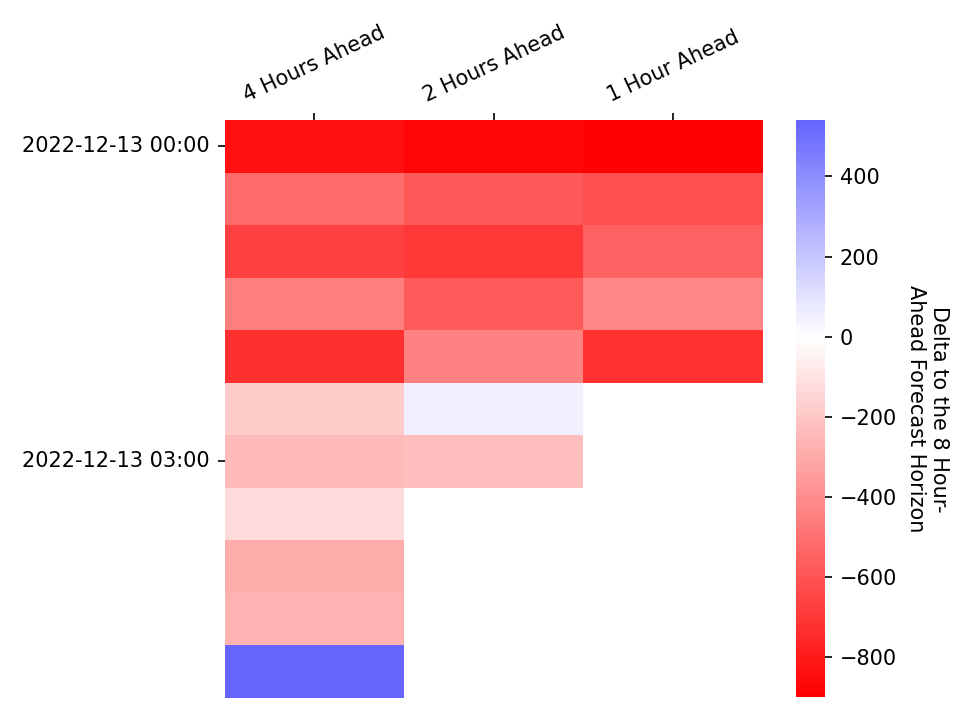 4 Hours Ahead
2 Hours Ahead
1 Hour Ahead
2022-12-13 00:00
2022-12-13 03:00
400
200
0
−200
−400
−600
−800
Delta to the 8 Hour-
Ahead Forecast Horizon